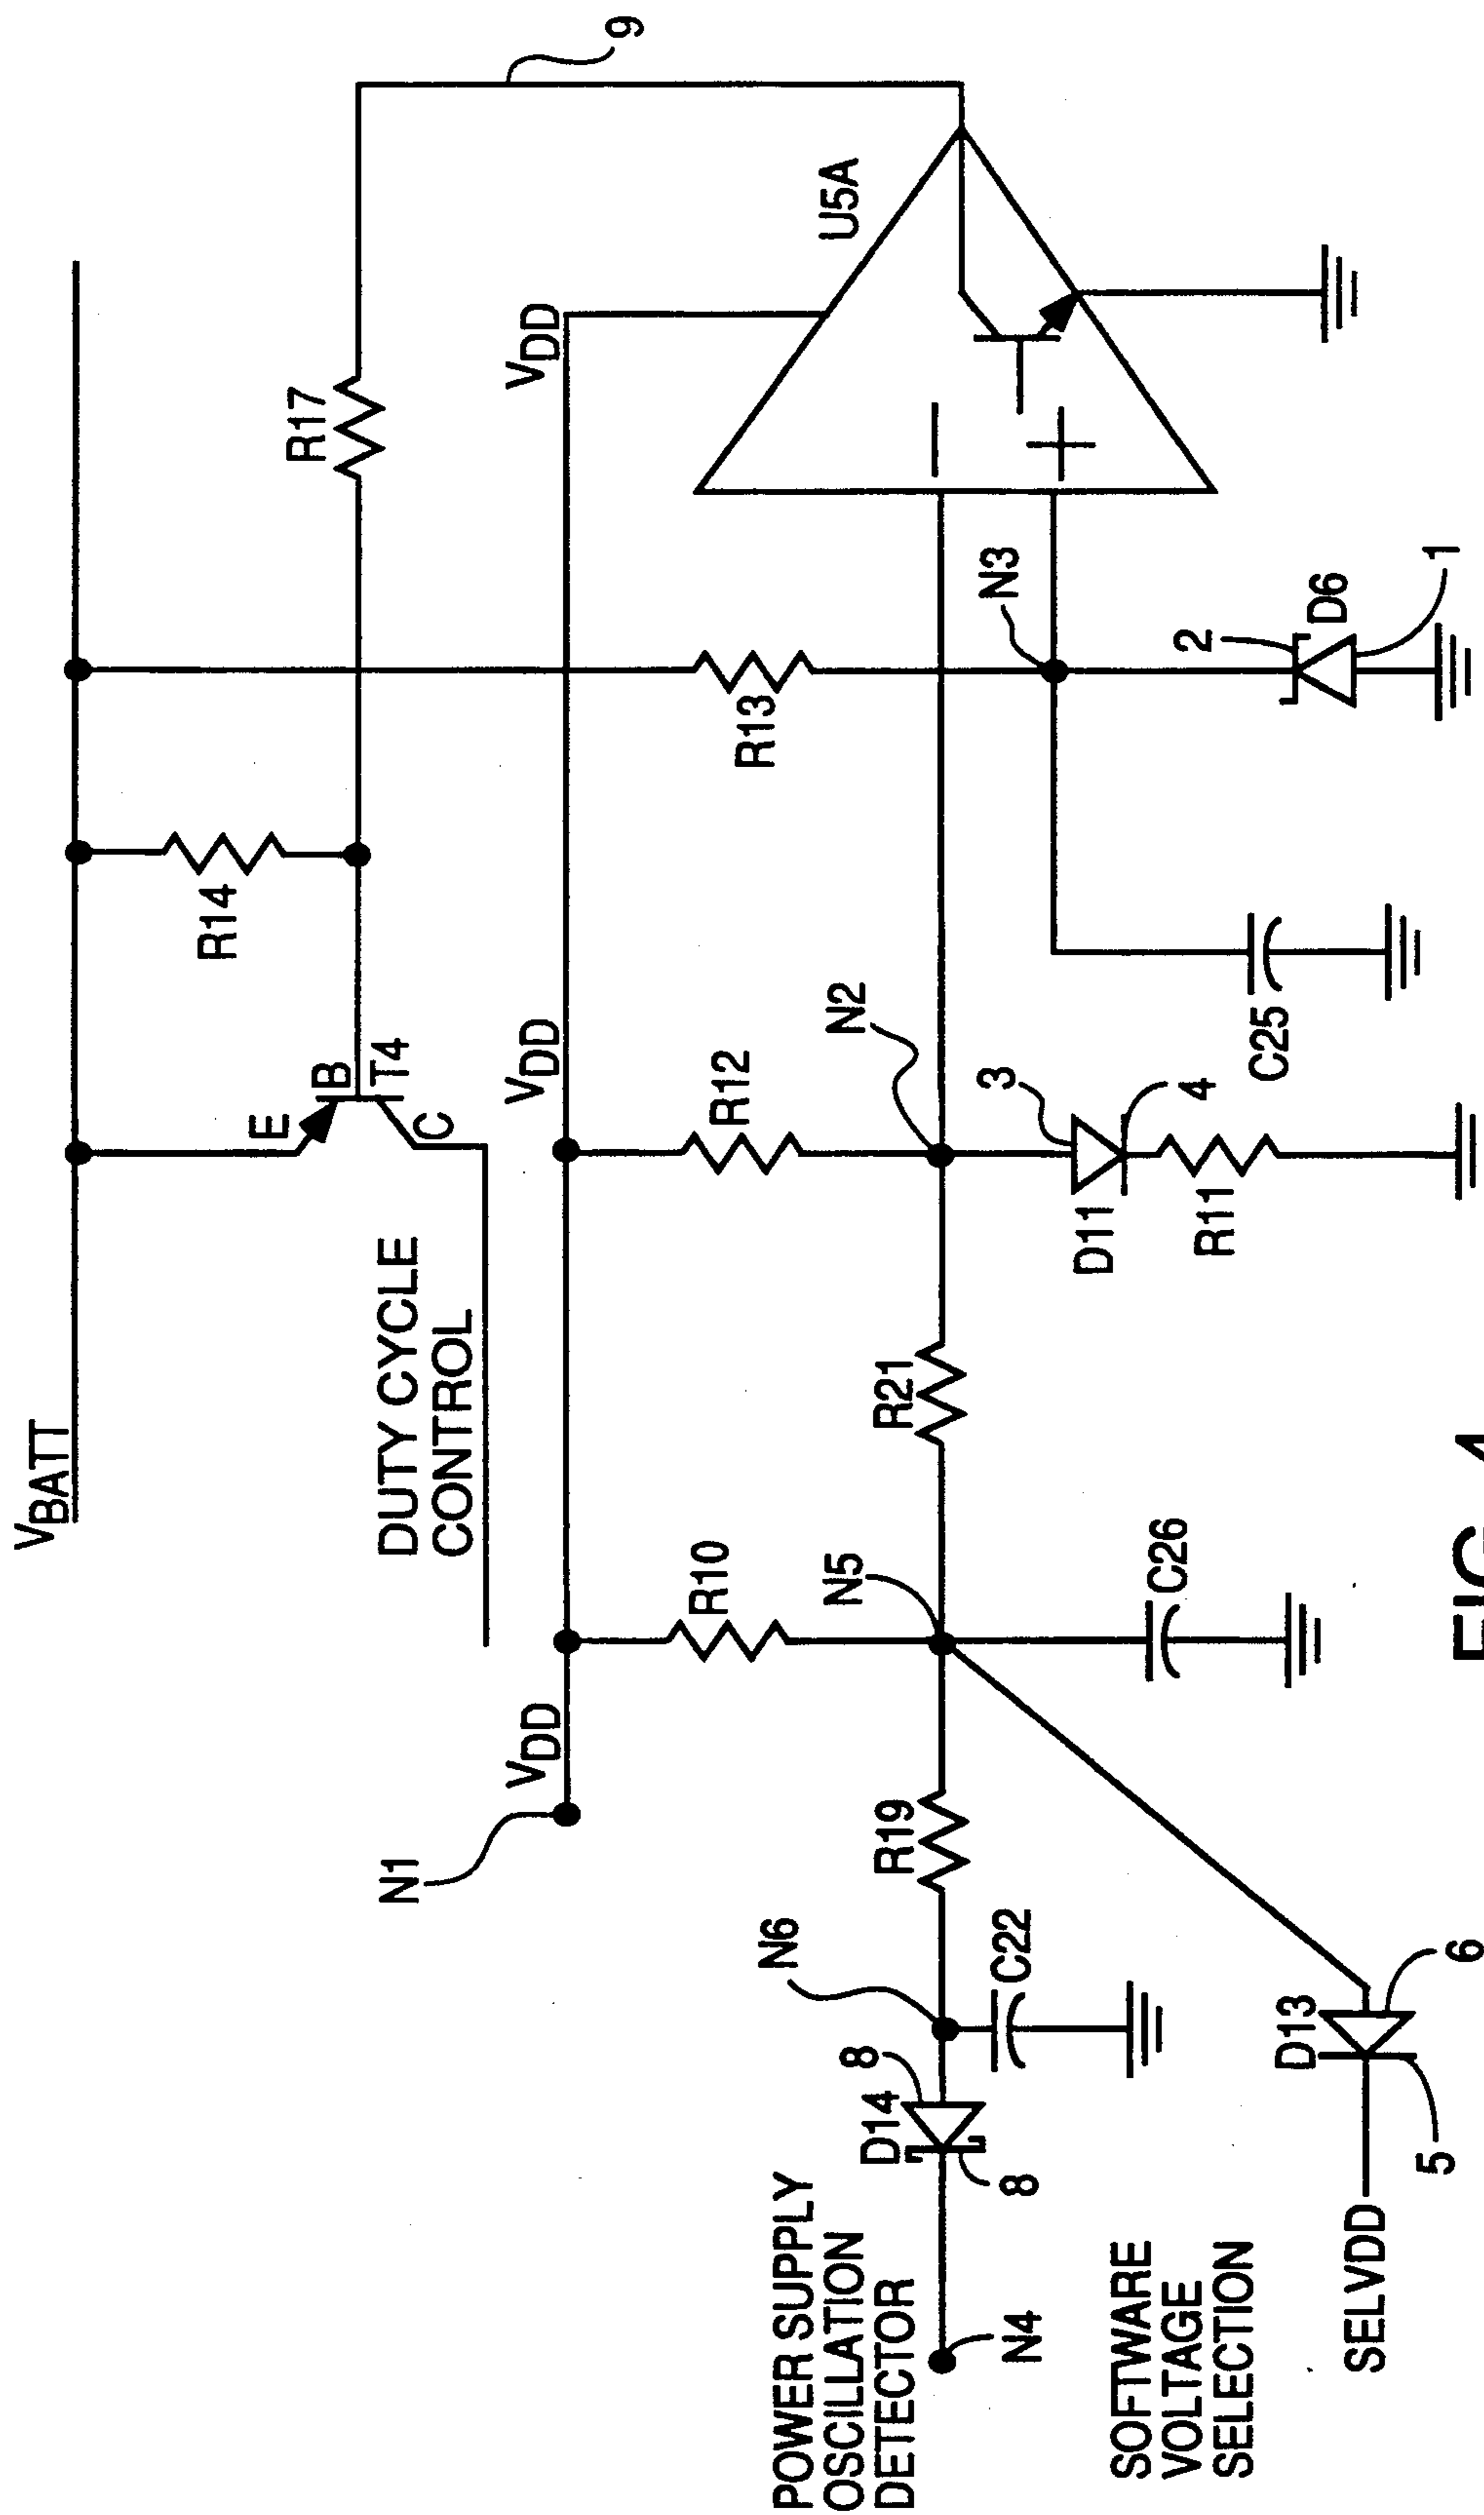 VBATT
E
B
T4
C
R14
R17
9
DUTY CYCLE
CONTROL
N1
VDD
VDD
VDD
R10
R12
R13
U5A
POWER SUPPLY
OSCILLATION
DETECTOR
N4
D14
8
8
N6
C22
R19
N5
R21
N2
N3
C26
D11
3
4
R11
C25
2
D6
1
SOFTWARE
VOLTAGE
SELECTION
SELVDD
D13
5
6
FIG.